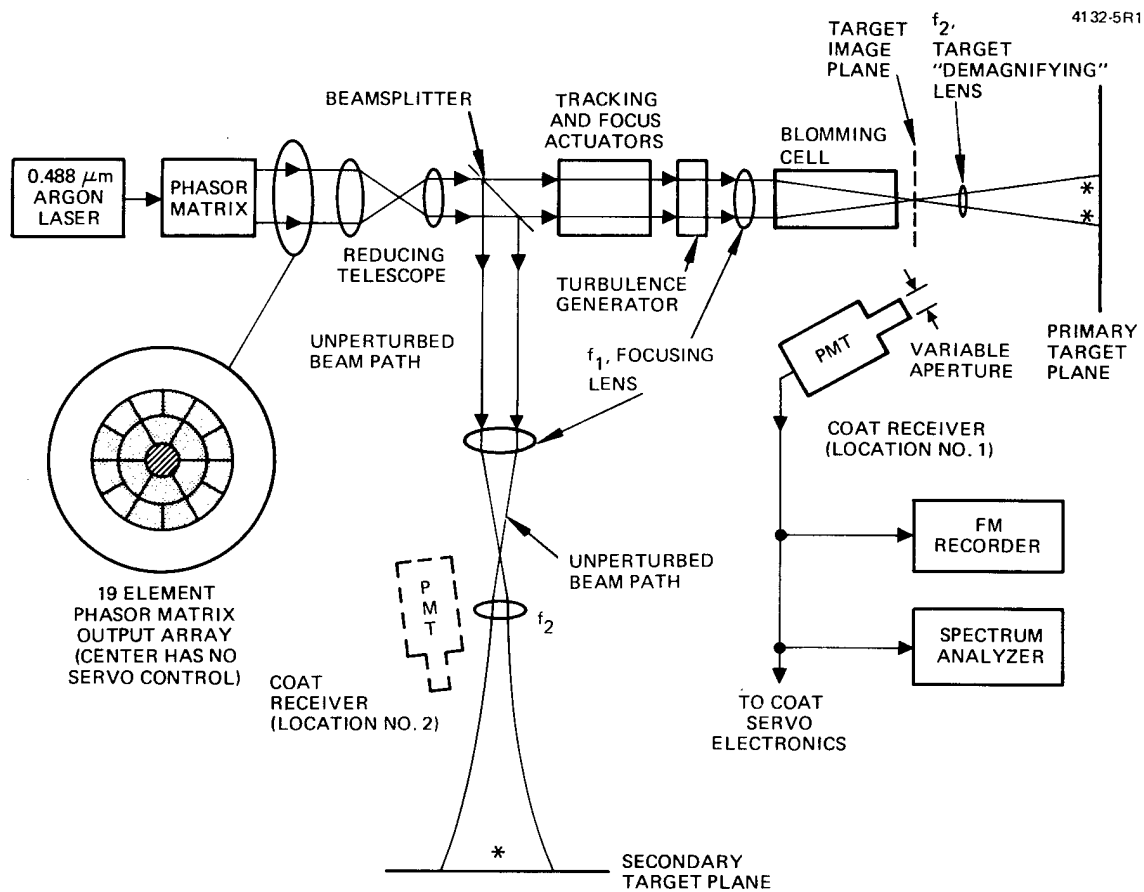 4132-5R1
TARGET
IMAGE
PLANE
f2,
TARGET
"DEMAGNIFYING"
LENS
BEAMSPLITTER
TRACKING
AND FOCUS
ACTUATORS
BLOMMING
CELL
0.488 μm
ARGON
LASER
PHASOR
MATRIX
*
*
REDUCING
TELESCOPE
TURBULENCE
GENERATOR
UNPERTURBED
BEAM PATH
f1, FOCUSING
LENS
PMT
VARIABLE
APERTURE
PRIMARY
TARGET
PLANE
COAT RECEIVER
(LOCATION NO. 1)
FM
RECORDER
UNPERTURBED
BEAM PATH
19 ELEMENT
PHASOR MATRIX
OUTPUT ARRAY
(CENTER HAS NO
SERVO CONTROL)
P
M
T
f2
SPECTRUM
ANALYZER
COAT
RECEIVER
(LOCATION NO. 2)
TO COAT
SERVO
ELECTRONICS
*
SECONDARY
TARGET PLANE